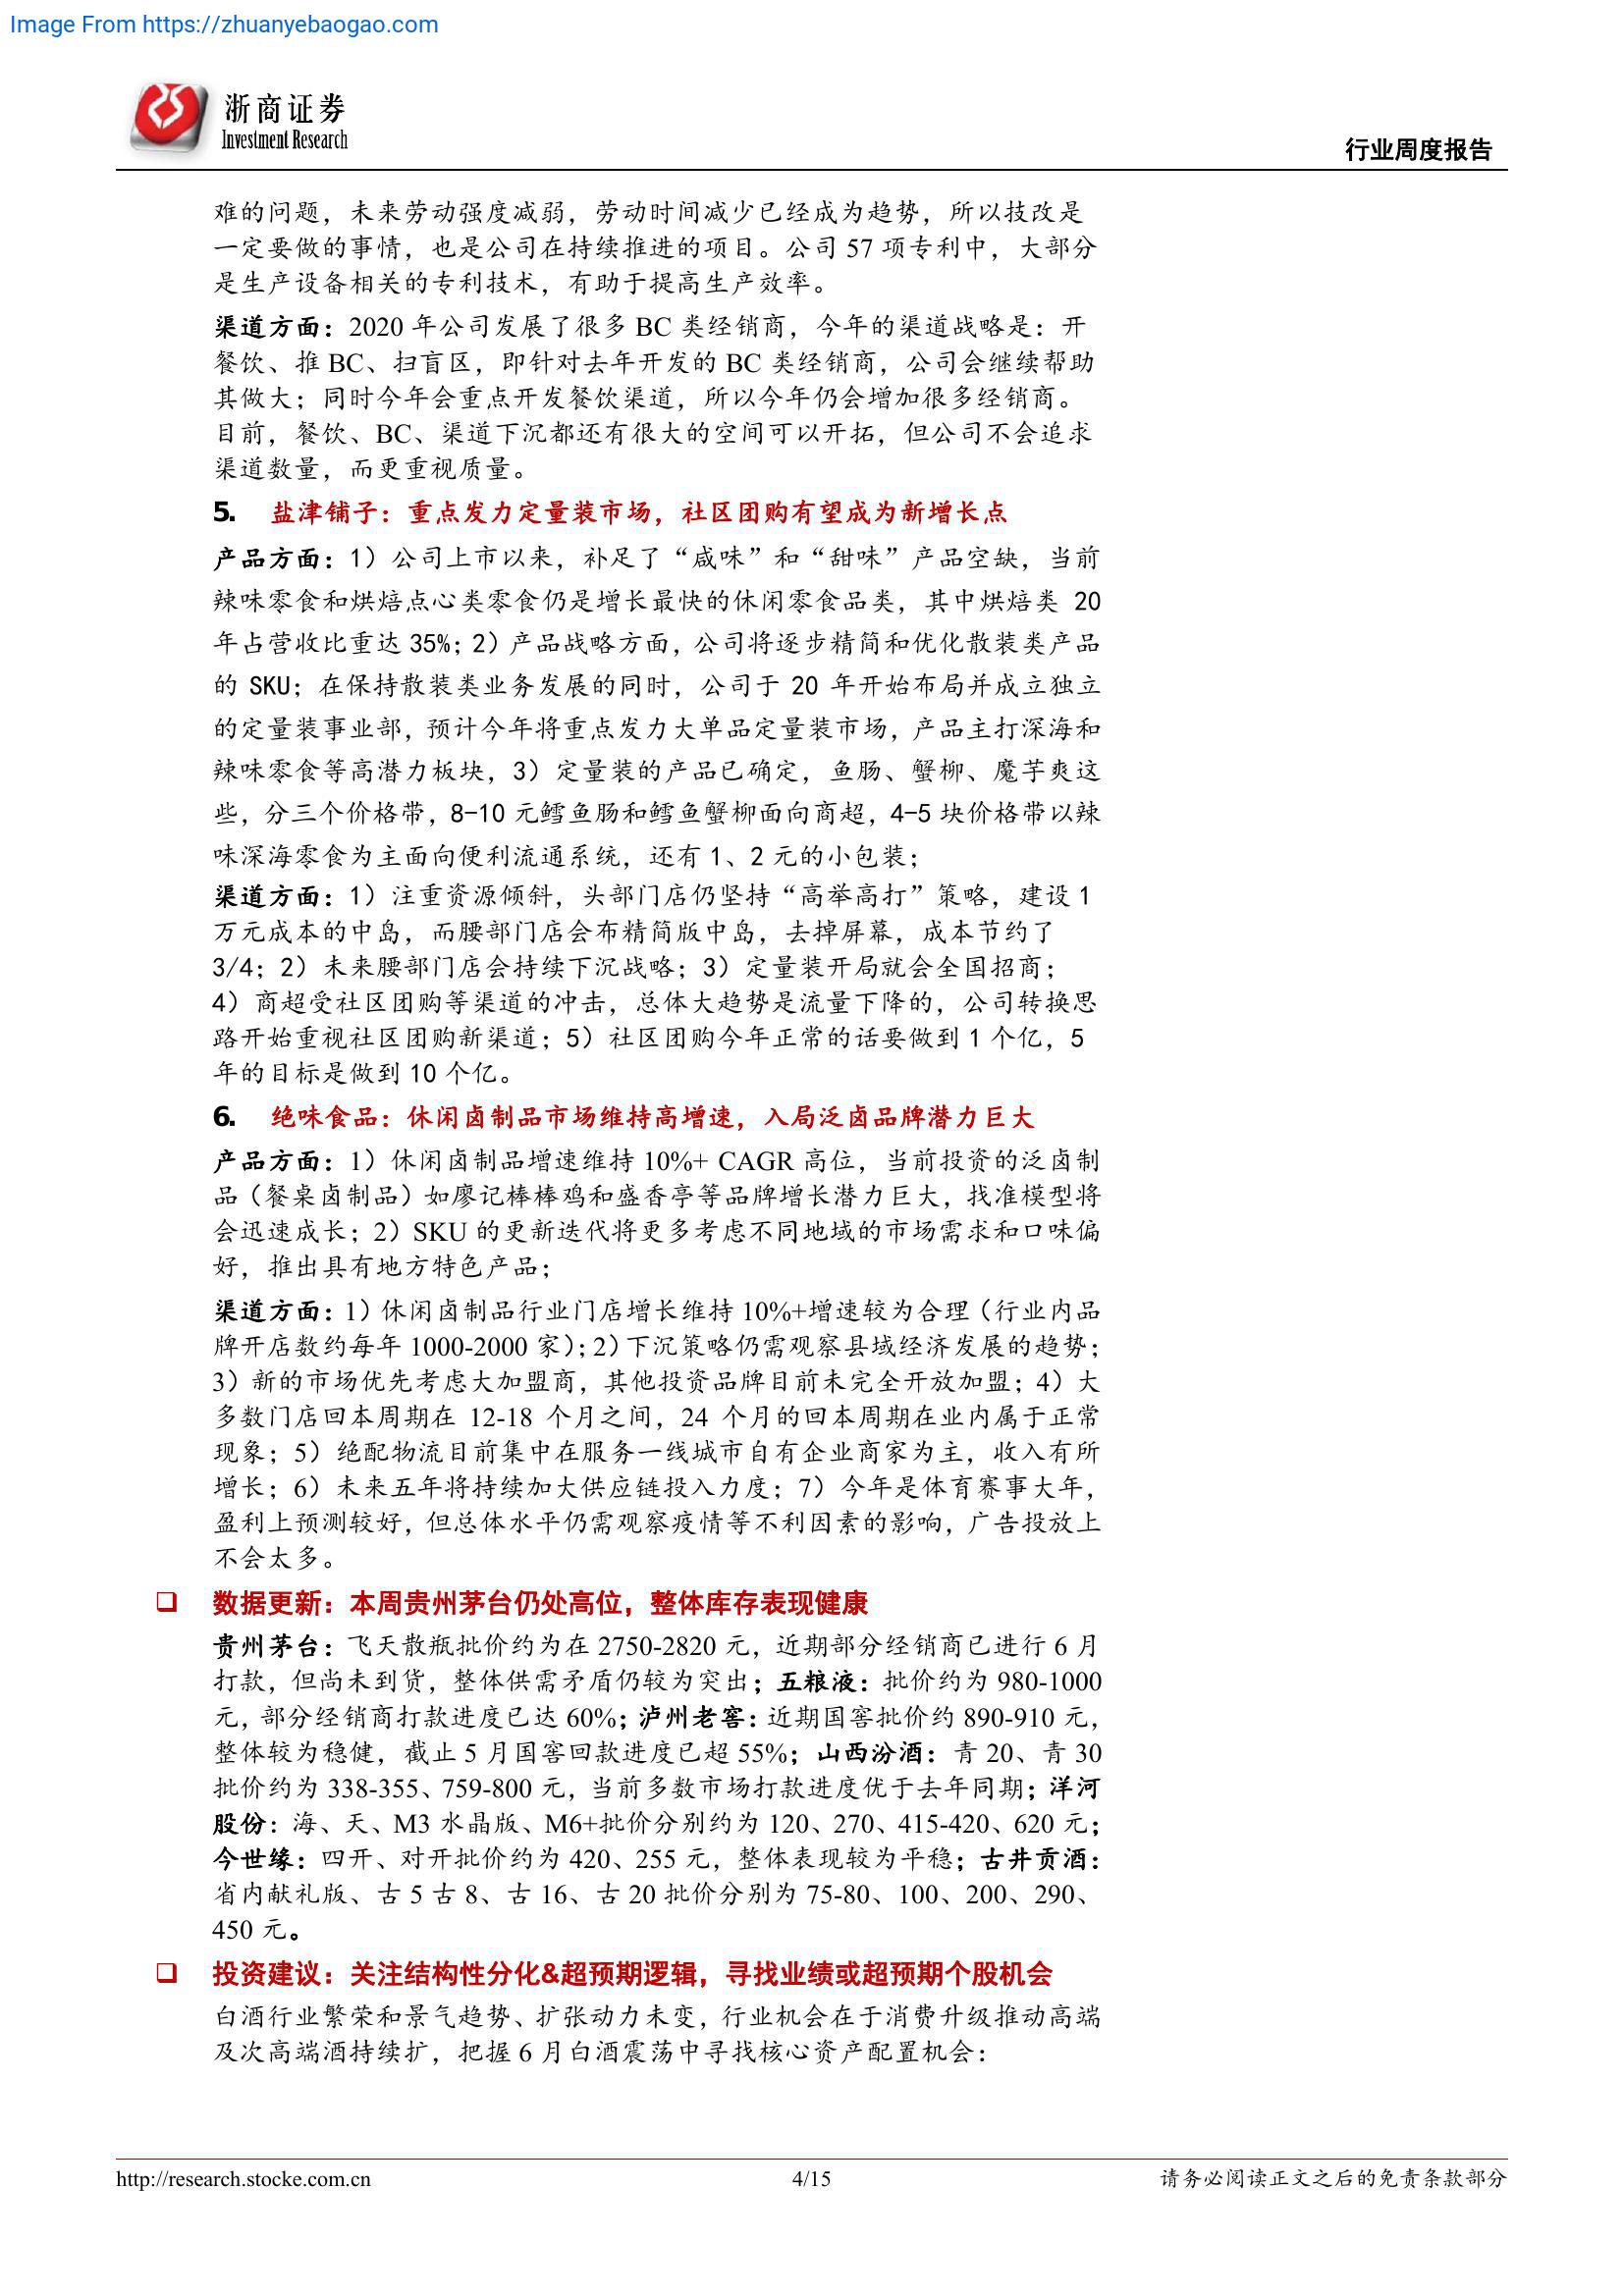 Image From https://zhuanyebaogao.com
浙商证券
Investment Research
行业周度报告
难的问题，未来劳动强度减弱，劳动时间减少已经成为趋势，所以技改是
一定要做的事情，也是公司在持续推进的项目。公司 57 项专利中，大部分
是生产设备相关的专利技术，有助于提高生产效率。
渠道方面：2020 年公司发展了很多 BC 类经销商，今年的渠道战略是：开
餐饮、推 BC、扫盲区，即针对去年开发的 BC 类经销商，公司会继续帮助
其做大；同时今年会重点开发餐饮渠道，所以今年仍会增加很多经销商。
目前，餐饮、BC、渠道下沉都还有很大的空间可以开拓，但公司不会追求
渠道数量，而更重视质量。
5. 盐津铺子：重点发力定量装市场，社区团购有望成为新增长点
产品方面：1）公司上市以来，补足了“咸味”和“甜味”产品空缺，当前
辣味零食和烘焙点心类零食仍是增长最快的休闲零食品类，其中烘焙类 20
年占营收比重达 35%；2）产品战略方面，公司将逐步精简和优化散装类产品
的 SKU；在保持散装类业务发展的同时，公司于 20 年开始布局并成立独立
的定量装事业部，预计今年将重点发力大单品定量装市场，产品主打深海和
辣味零食等高潜力板块，3）定量装的产品已确定，鱼肠、蟹柳、魔芋爽这
些，分三个价格带，8-10 元鳕鱼肠和鳕鱼蟹柳面向商超，4-5 块价格带以辣
味深海零食为主面向便利流通系统，还有 1、2 元的小包装；
渠道方面：1）注重资源倾斜，头部门店仍坚持“高举高打”策略，建设 1
万元成本的中岛，而腰部门店会布精简版中岛，去掉屏幕，成本节约了
3/4；2）未来腰部门店会持续下沉战略；3）定量装开局就会全国招商；
4）商超受社区团购等渠道的冲击，总体大趋势是流量下降的，公司转换思
路开始重视社区团购新渠道；5）社区团购今年正常的话要做到 1 个亿，5
年的目标是做到 10 个亿。
6. 绝味食品：休闲卤制品市场维持高增速，入局泛卤品牌潜力巨大
产品方面：1）休闲卤制品增速维持 10%+ CAGR 高位，当前投资的泛卤制
品（餐桌卤制品）如廖记棒棒鸡和盛香亭等品牌增长潜力巨大，找准模型将
会迅速成长；2）SKU 的更新迭代将更多考虑不同地域的市场需求和口味偏
好，推出具有地方特色产品；
渠道方面：1）休闲卤制品行业门店增长维持 10%+增速较为合理（行业内品
牌开店数约每年 1000-2000 家）；2）下沉策略仍需观察县域经济发展的趋势；
3）新的市场优先考虑大加盟商，其他投资品牌目前未完全开放加盟；4）大
多数门店回本周期在 12-18 个月之间，24 个月的回本周期在业内属于正常
现象；5）绝配物流目前集中在服务一线城市自有企业商家为主，收入有所
增长；6）未来五年将持续加大供应链投入力度；7）今年是体育赛事大年，
盈利上预测较好，但总体水平仍需观察疫情等不利因素的影响，广告投放上
不会太多。
❑ 数据更新：本周贵州茅台仍处高位，整体库存表现健康
贵州茅台：飞天散瓶批价约为在 2750-2820 元，近期部分经销商已进行 6 月
打款，但尚未到货，整体供需矛盾仍较为突出；五粮液：批价约为 980-1000
元，部分经销商打款进度已达 60%；泸州老窖：近期国窖批价约 890-910 元，
整体较为稳健，截止 5 月国窖回款进度已超 55%；山西汾酒：青 20、青 30
批价约为 338-355、759-800 元，当前多数市场打款进度优于去年同期；洋河
股份：海、天、M3 水晶版、M6+批价分别约为 120、270、415-420、620 元；
今世缘：四开、对开批价约为 420、255 元，整体表现较为平稳；古井贡酒：
省内献礼版、古 5 古 8、古 16、古 20 批价分别为 75-80、100、200、290、
450 元。
❑ 投资建议：关注结构性分化&超预期逻辑，寻找业绩或超预期个股机会
白酒行业繁荣和景气趋势、扩张动力未变，行业机会在于消费升级推动高端
及次高端酒持续扩，把握 6 月白酒震荡中寻找核心资产配置机会：
http://research.stocke.com.cn
4/15
请务必阅读正文之后的免责条款部分